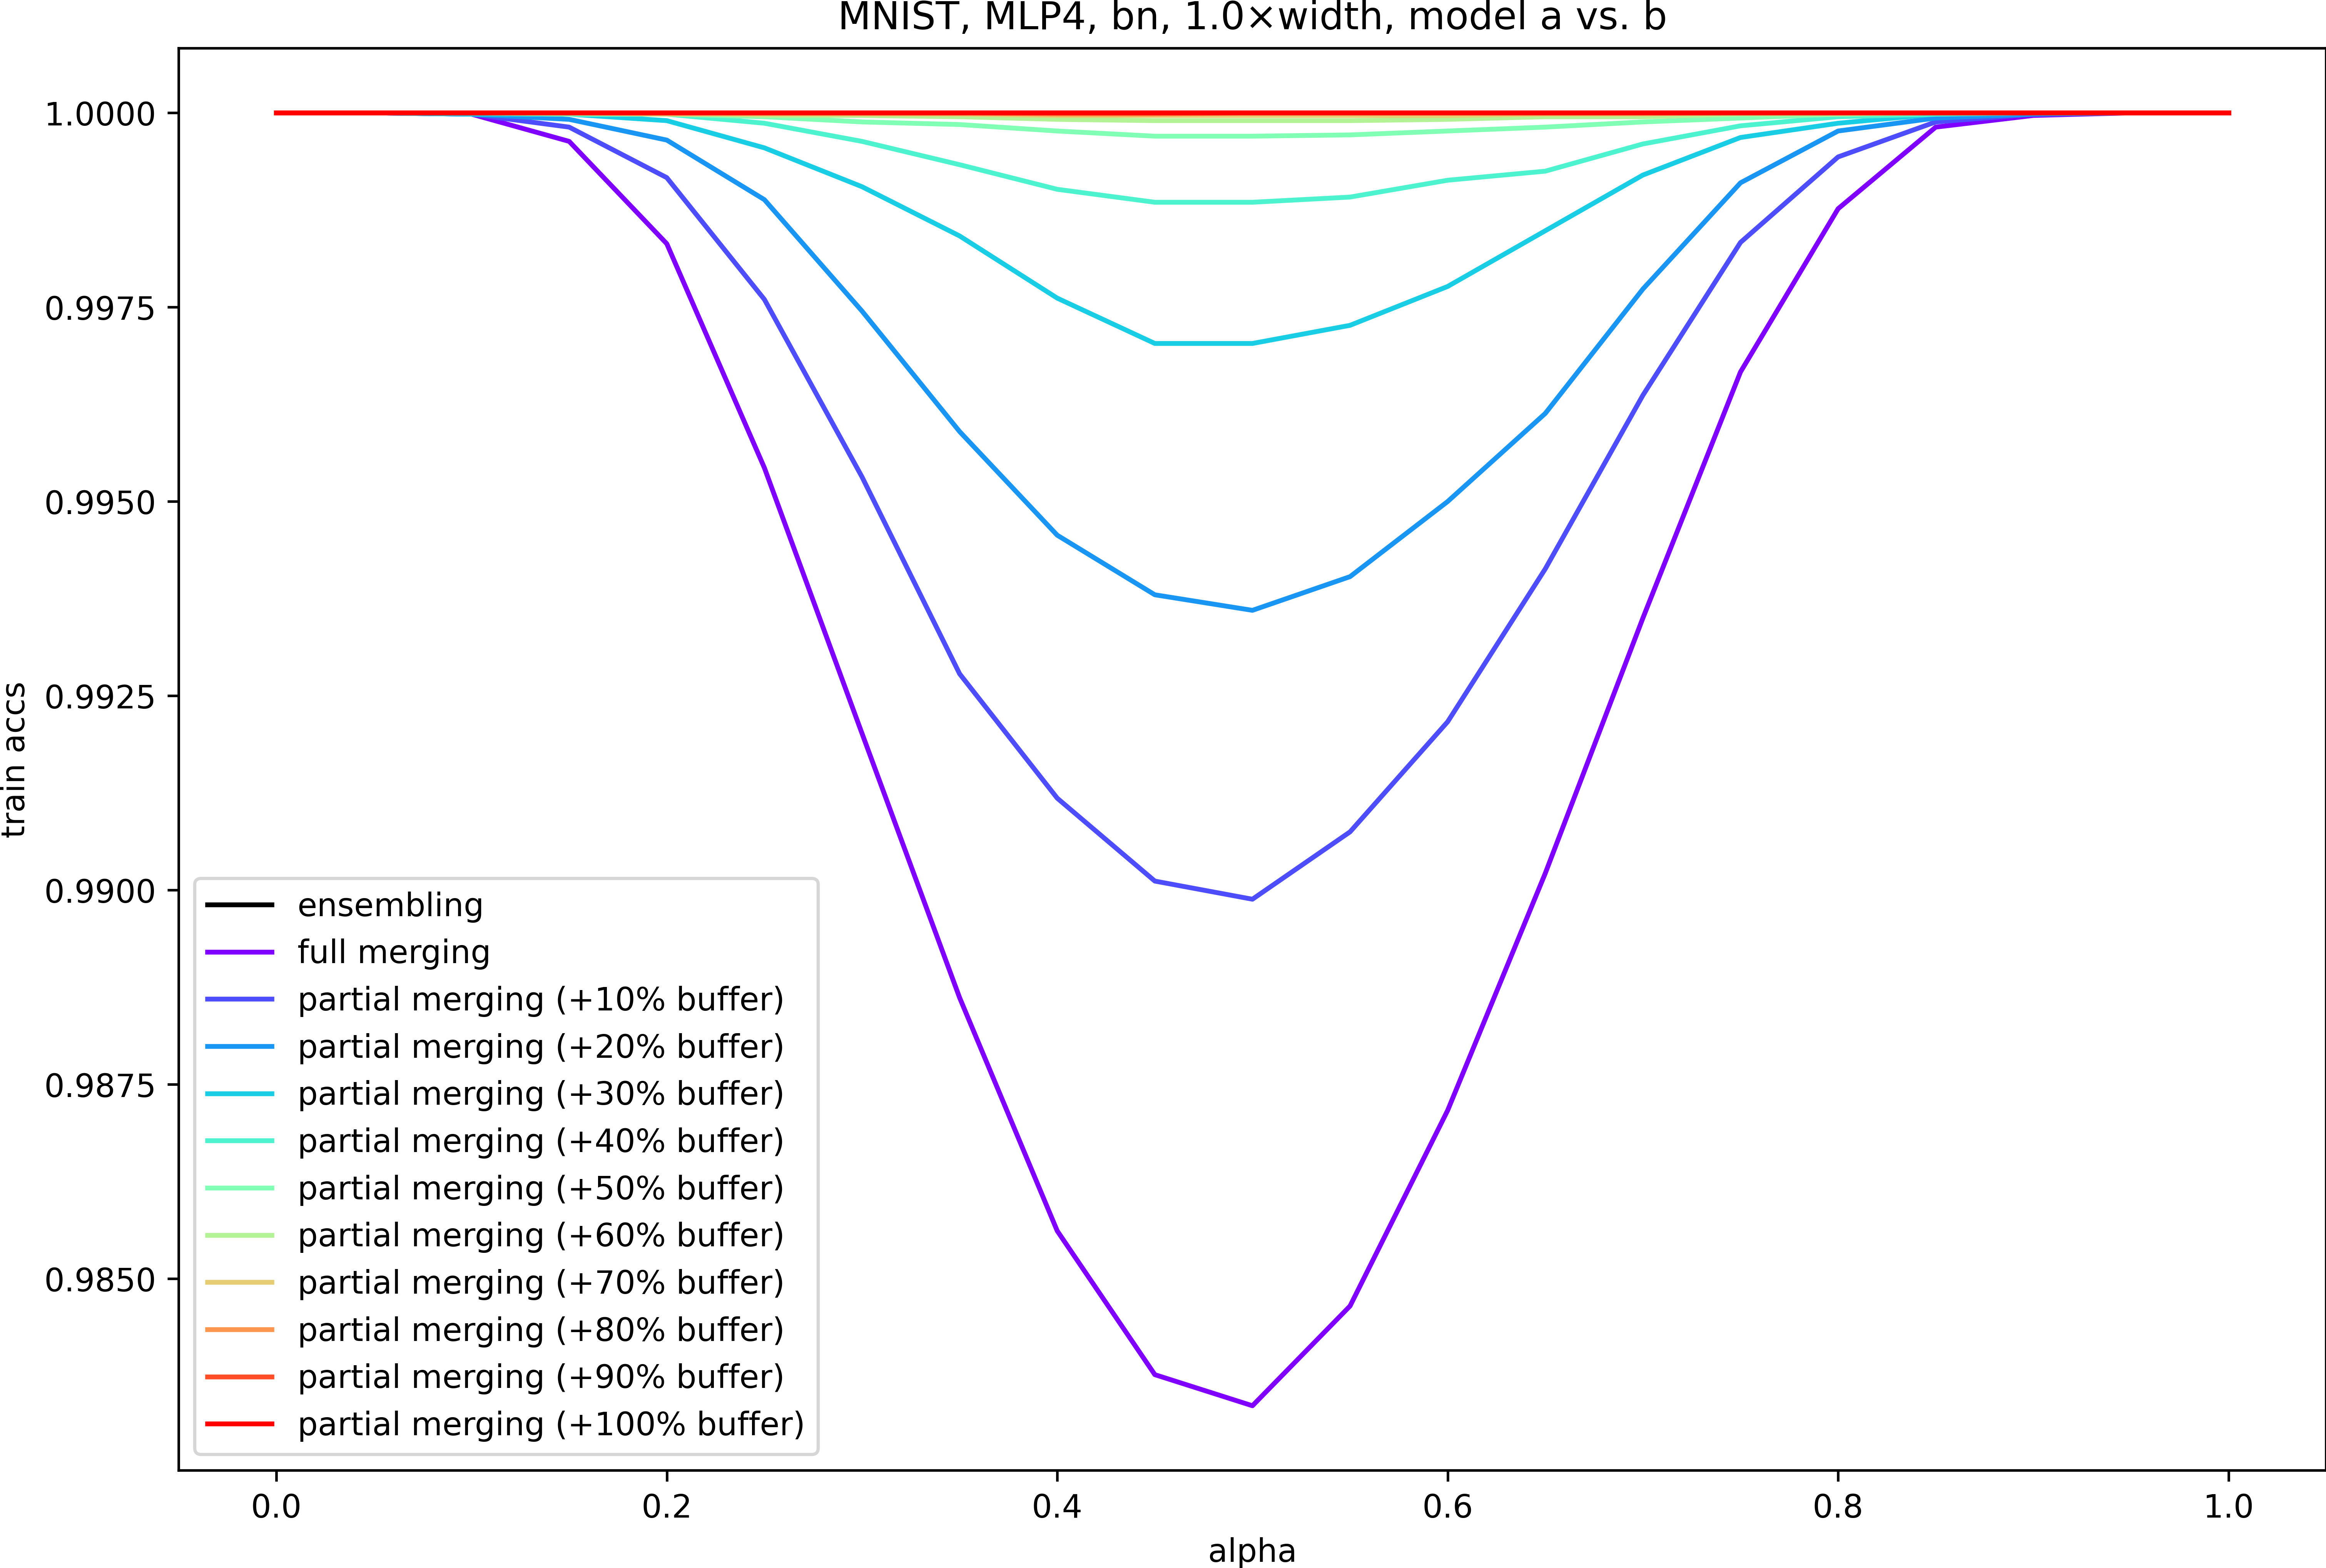 MNIST, MLP4, bn, 1.0×width, model a vs. b
1.0000
0.9975
0.9950
0.9925
0.9900
0.9875
0.9850
train accs
ensembling
full merging
partial merging (+10% buffer)
partial merging (+20% buffer)
partial merging (+30% buffer)
partial merging (+40% buffer)
partial merging (+50% buffer)
partial merging (+60% buffer)
partial merging (+70% buffer)
partial merging (+80% buffer)
partial merging (+90% buffer)
partial merging (+100% buffer)
0.0 0.2 0.4 0.6 0.8 1.0
alpha